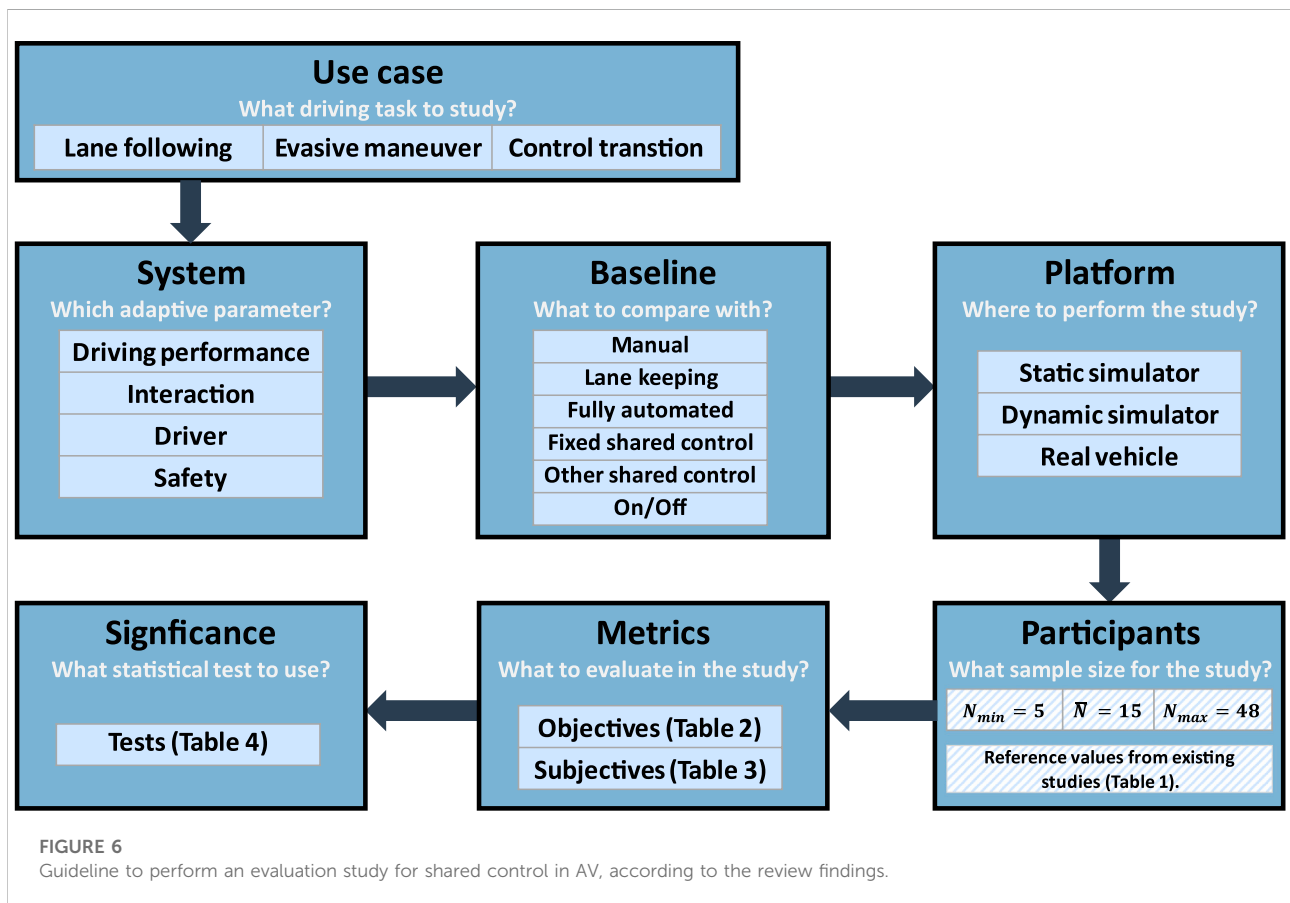 Use case
What driving task to study?
Lane following
Evasive maneuver
Control transtion
System
Which adaptive parameter?
Driving performance
Interaction
Driver
Safety
Baseline
What to compare with?
Manual
Lane keeping
Fully automated
Fixed shared control
Other shared control
On/Off
Platform
Where to perform the study?
Static simulator
Dynamic simulator
Real vehicle
Participants
What sample size for the study?
N_min = 5
N̅ = 15
N_max = 48
Reference values from existing
studies (Table 1).
Metrics
What to evaluate in the study?
Objectives (Table 2)
Subjectives (Table 3)
Signficance
What statistical test to use?
Tests (Table 4)
FIGURE 6
Guideline to perform an evaluation study for shared control in AV, according to the review findings.